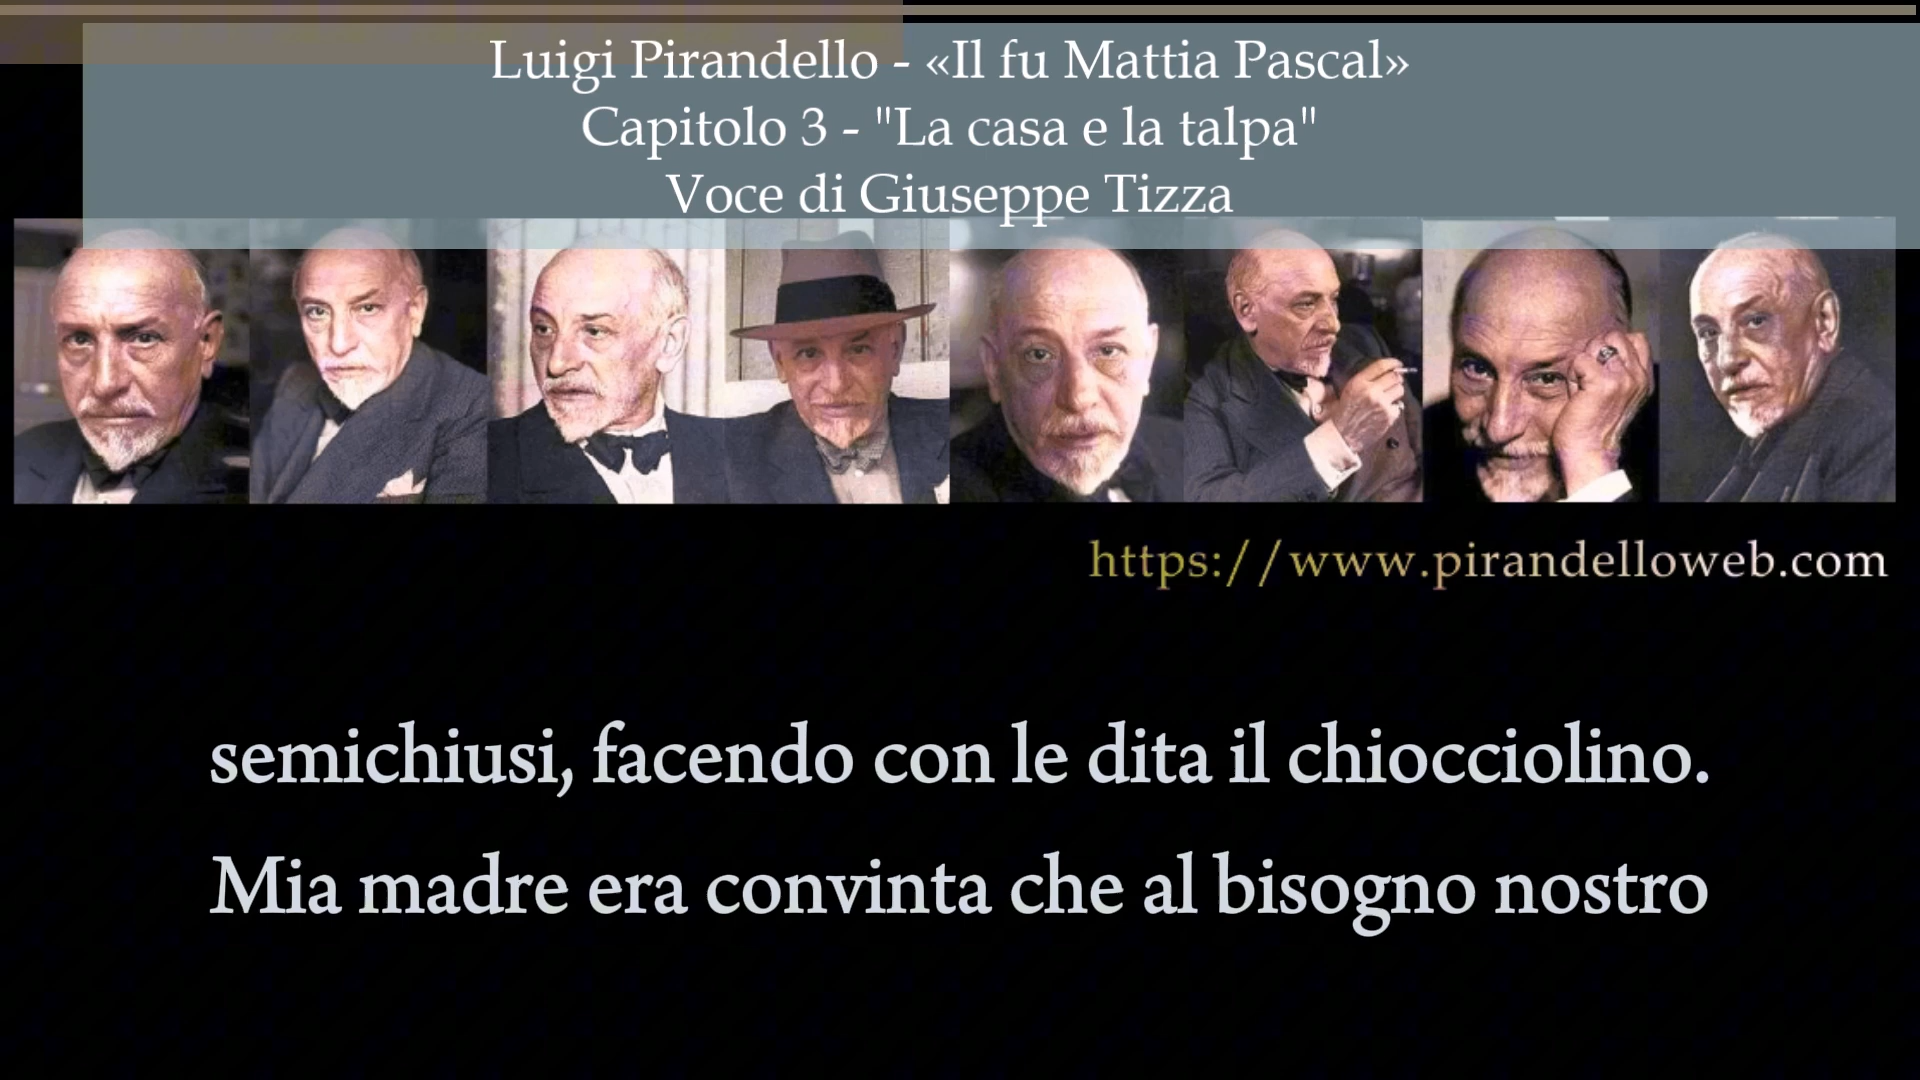 Luigi Pirandello - «Il fu Mattia Pascal»
Capitolo 3 - "La casa e la talpa"
Voce di Giuseppe Tizza
https://www.pirandelloweb.com
semichiusi, facendo con le dita il chiocciolino.
Mia madre era convinta che al bisogno nostro